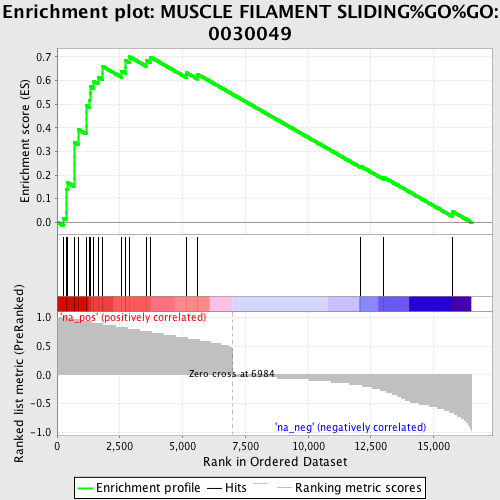 Enrichment plot: MUSCLE FILAMENT SLIDING%GO%GO:
0030049
Enrichment score (ES)
0.7
0.6
0.5
0.4
0.3
0.2
0.1
0.0
Ranked list metric (PreRanked)
1.0
0.5
0.0
-0.5
-1.0
'na_pos' (positively correlated)
Zero cross at 6984
'na_neg' (negatively correlated)
0
2,500
5,000
7,500
10,000
12,500
15,000
Rank in Ordered Dataset
Enrichment profile
Hits
Ranking metric scores